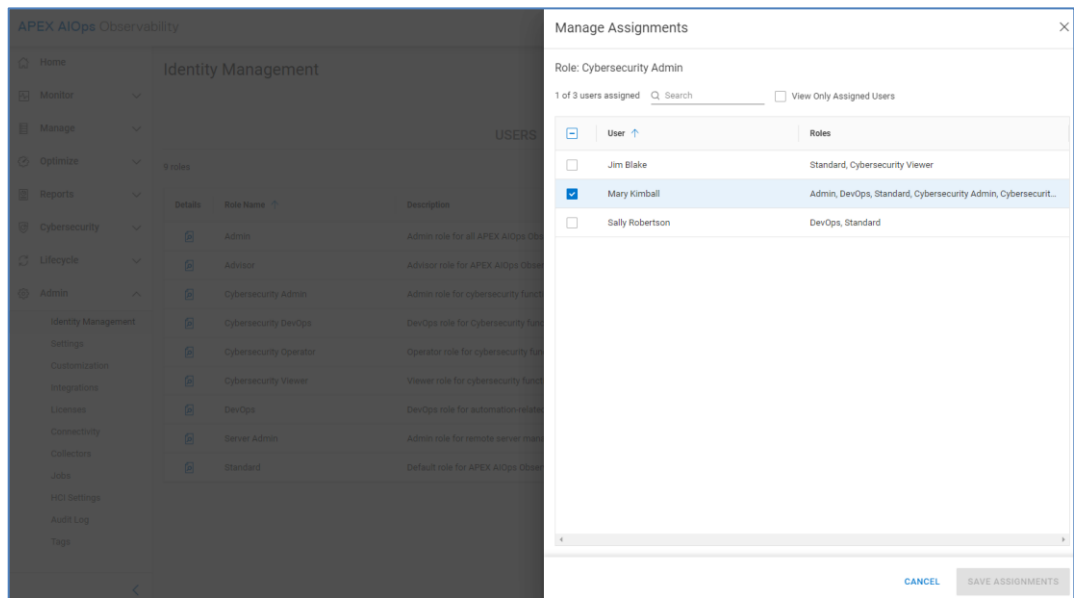 APEX AIOps Observability
Home
Monitor
Manage
Optimize
Reports
Cybersecurity
Lifecycle
Admin
Identity Management
Settings
Customization
Integrations
Licenses
Connectivity
Collectors
Jobs
HCI Settings
Audit Log
Tags
Identity Management
USERS
9 roles
Details Role Name Description
Admin Admin role for all APEX AIOps Obs
Advisor Advisor role for APEX AIOps Obser
Cybersecurity Admin Admin role for cybersecurity funct
Cybersecurity DevOps DevOps role for Cybersecurity func
Cybersecurity Operator Operator role for cybersecurity fun
Cybersecurity Viewer Viewer role for cybersecurity funct
DevOps DevOps role for automation-relate
Server Admin Admin role for remote server mana
Standard Default role for APEX AIOps Obser
Manage Assignments
Role: Cybersecurity Admin
1 of 3 users assigned Search View Only Assigned Users
User Roles
Jim Blake Standard, Cybersecurity Viewer
Mary Kimball Admin, DevOps, Standard, Cybersecurity Admin, Cybersecurit...
Sally Robertson DevOps, Standard
CANCEL SAVE ASSIGNMENTS